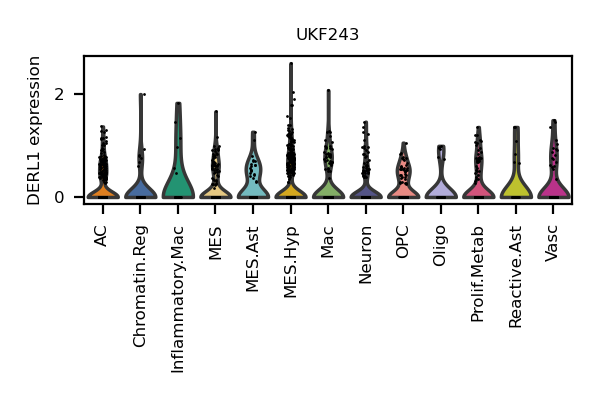 UKF243
DERL1 expression
2
0
AC
Chromatin.Reg
Inflammatory.Mac
MES
MES.Ast
MES.Hyp
Mac
Neuron
OPC
Oligo
Prolif.Metab
Reactive.Ast
Vasc